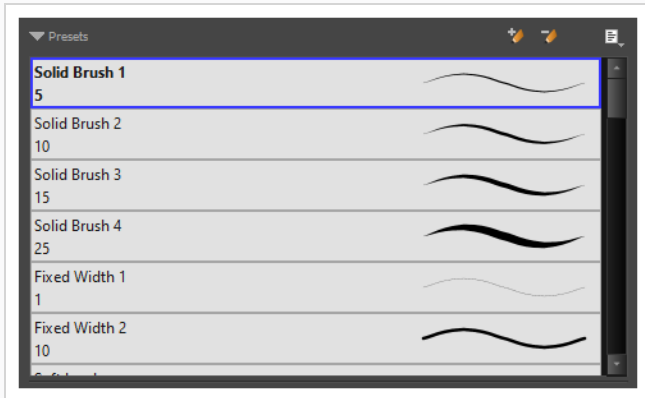 Presets
Solid Brush 1
5
Solid Brush 2
10
Solid Brush 3
15
Solid Brush 4
25
Fixed Width 1
1
Fixed Width 2
10